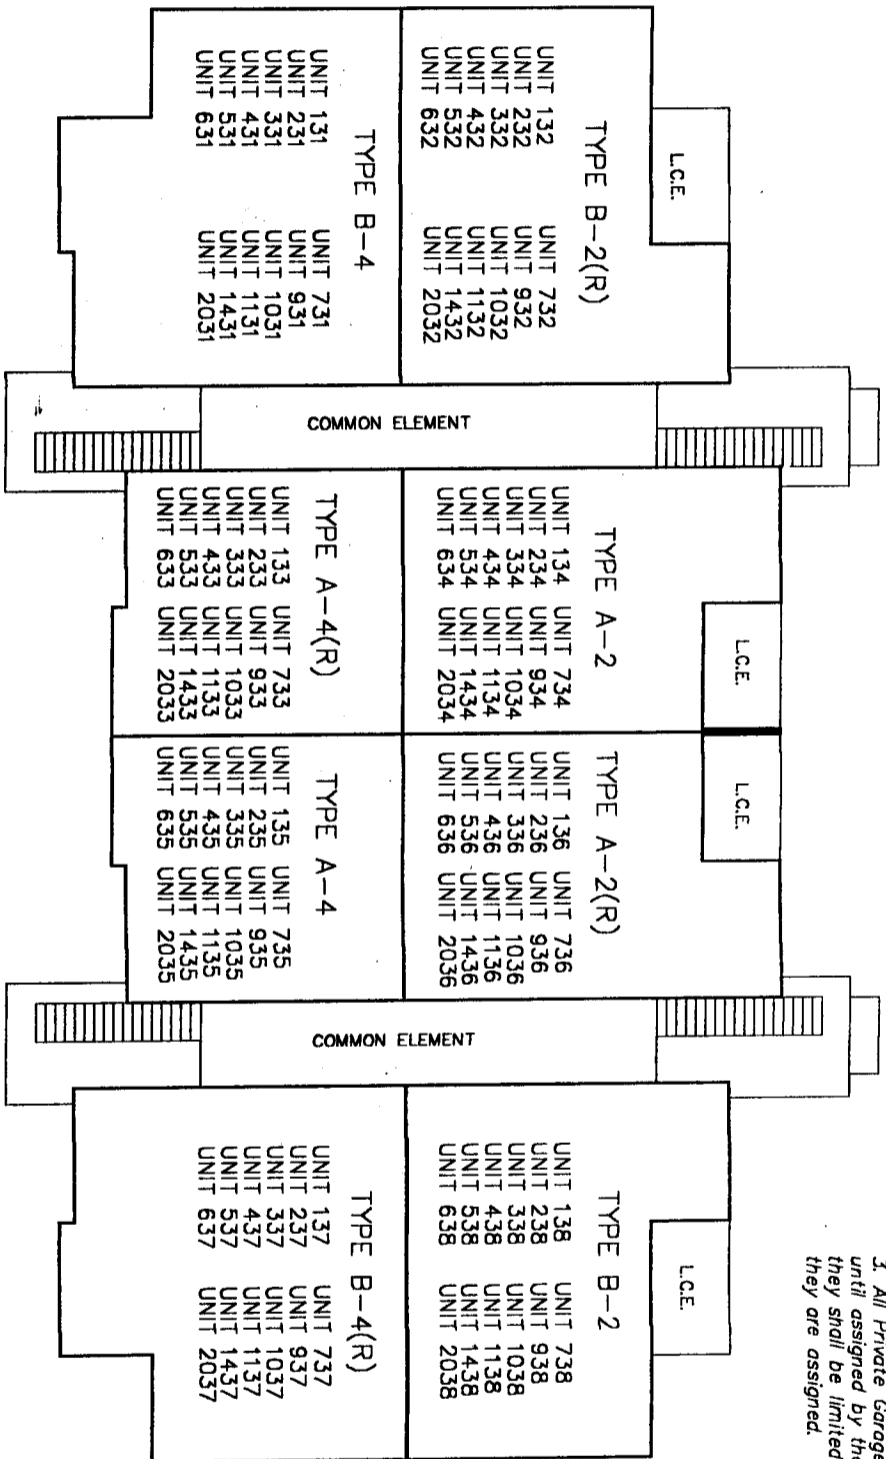 3. All Private Garage
until assigned by the
they shall be limited
they are assigned.
L.C.E.
TYPE B-2(R)
UNIT 132 UNIT 732
UNIT 232 UNIT 932
UNIT 332 UNIT 1032
UNIT 432 UNIT 1132
UNIT 532 UNIT 1432
UNIT 632 UNIT 2032
TYPE B-4
UNIT 131 UNIT 731
UNIT 231 UNIT 931
UNIT 331 UNIT 1031
UNIT 431 UNIT 1131
UNIT 531 UNIT 1431
UNIT 631 UNIT 2031
COMMON ELEMENT
L.C.E.
TYPE A-2
UNIT 134 UNIT 734
UNIT 234 UNIT 934
UNIT 334 UNIT 1034
UNIT 434 UNIT 1134
UNIT 534 UNIT 1434
UNIT 634 UNIT 2034
TYPE A-4(R)
UNIT 133 UNIT 733
UNIT 233 UNIT 933
UNIT 333 UNIT 1033
UNIT 433 UNIT 1133
UNIT 533 UNIT 1433
UNIT 633 UNIT 2033
L.C.E.
TYPE A-2(R)
UNIT 136 UNIT 736
UNIT 236 UNIT 936
UNIT 336 UNIT 1036
UNIT 436 UNIT 1136
UNIT 536 UNIT 1436
UNIT 636 UNIT 2036
TYPE A-4
UNIT 135 UNIT 735
UNIT 235 UNIT 935
UNIT 335 UNIT 1035
UNIT 435 UNIT 1135
UNIT 535 UNIT 1435
UNIT 635 UNIT 2035
COMMON ELEMENT
L.C.E.
TYPE B-2
UNIT 138 UNIT 738
UNIT 238 UNIT 938
UNIT 338 UNIT 1038
UNIT 438 UNIT 1138
UNIT 538 UNIT 1438
UNIT 638 UNIT 2038
TYPE B-4(R)
UNIT 137 UNIT 737
UNIT 237 UNIT 937
UNIT 337 UNIT 1037
UNIT 437 UNIT 1137
UNIT 537 UNIT 1437
UNIT 637 UNIT 2037